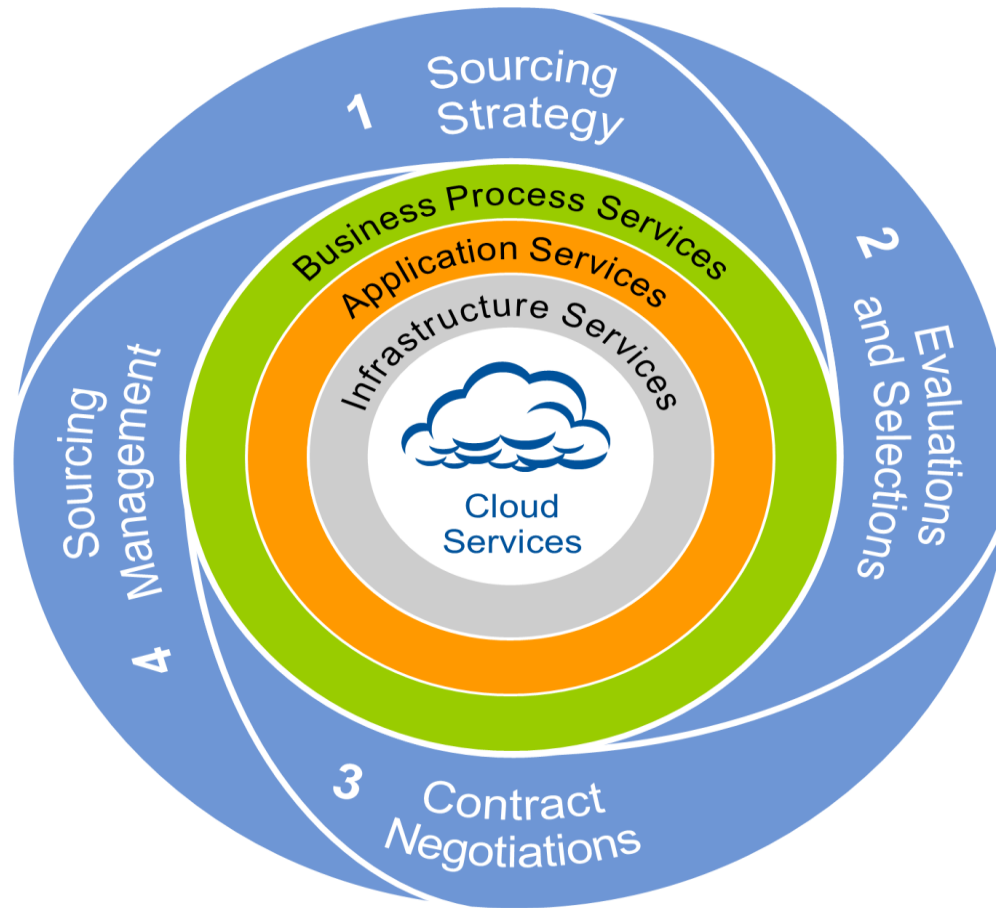 1
Sourcing
Strategy
2
Evaluations
and Selections
3
Contract
Negotiations
4
Sourcing
Management
Business Process Services
Application Services
Infrastructure Services
Cloud
Services